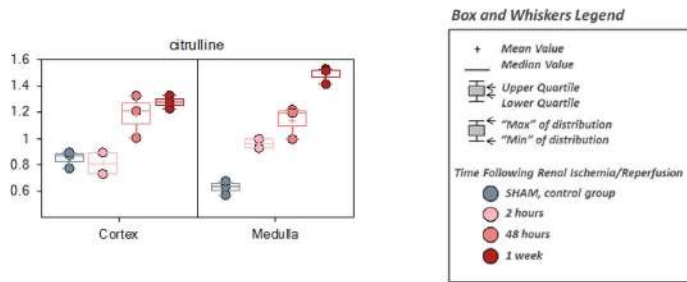 citrulline
1.6
1.4
1.2
1.0
0.8
0.6
Cortex
Medulla
Box and Whiskers Legend
+ Mean Value
Median Value
Upper Quartile
Lower Quartile
"Max" of distribution
"Min" of distribution
Time Following Renal Ischemia/Reperfusion
SHAM, control group
2 hours
48 hours
1 week